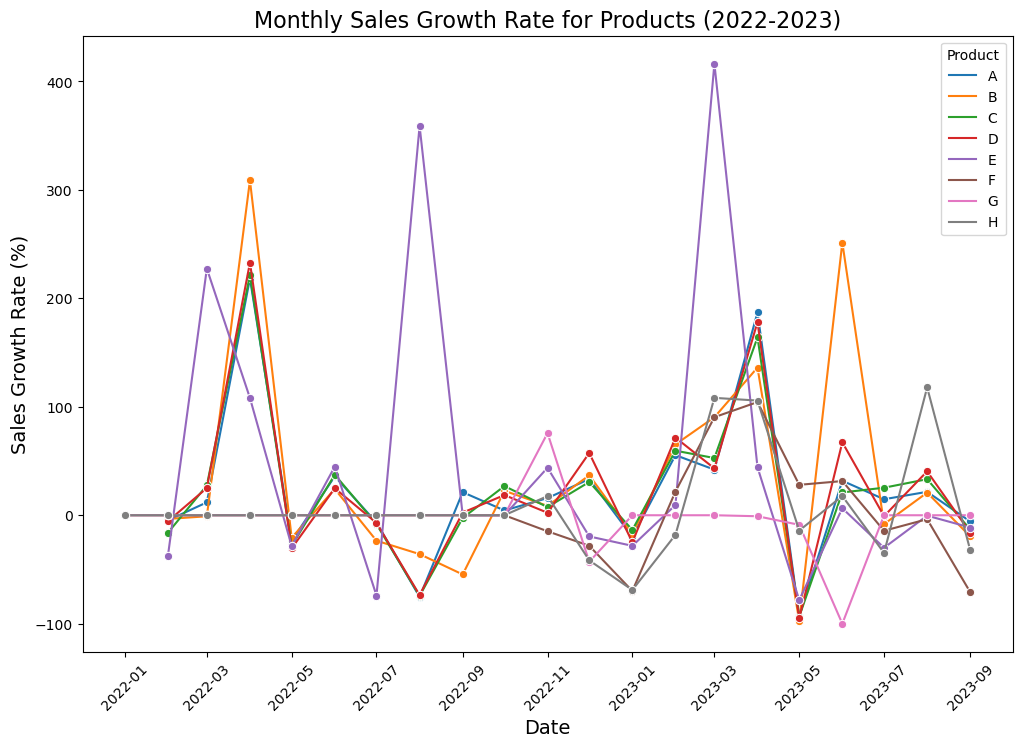 Monthly Sales Growth Rate for Products (2022-2023)
Product
A
B
C
D
E
F
G
H
Sales Growth Rate (%)
400
300
200
100
0
−100
2022-01
2022-03
2022-05
2022-07
2022-09
2022-11
2023-01
2023-03
2023-05
2023-07
2023-09
Date